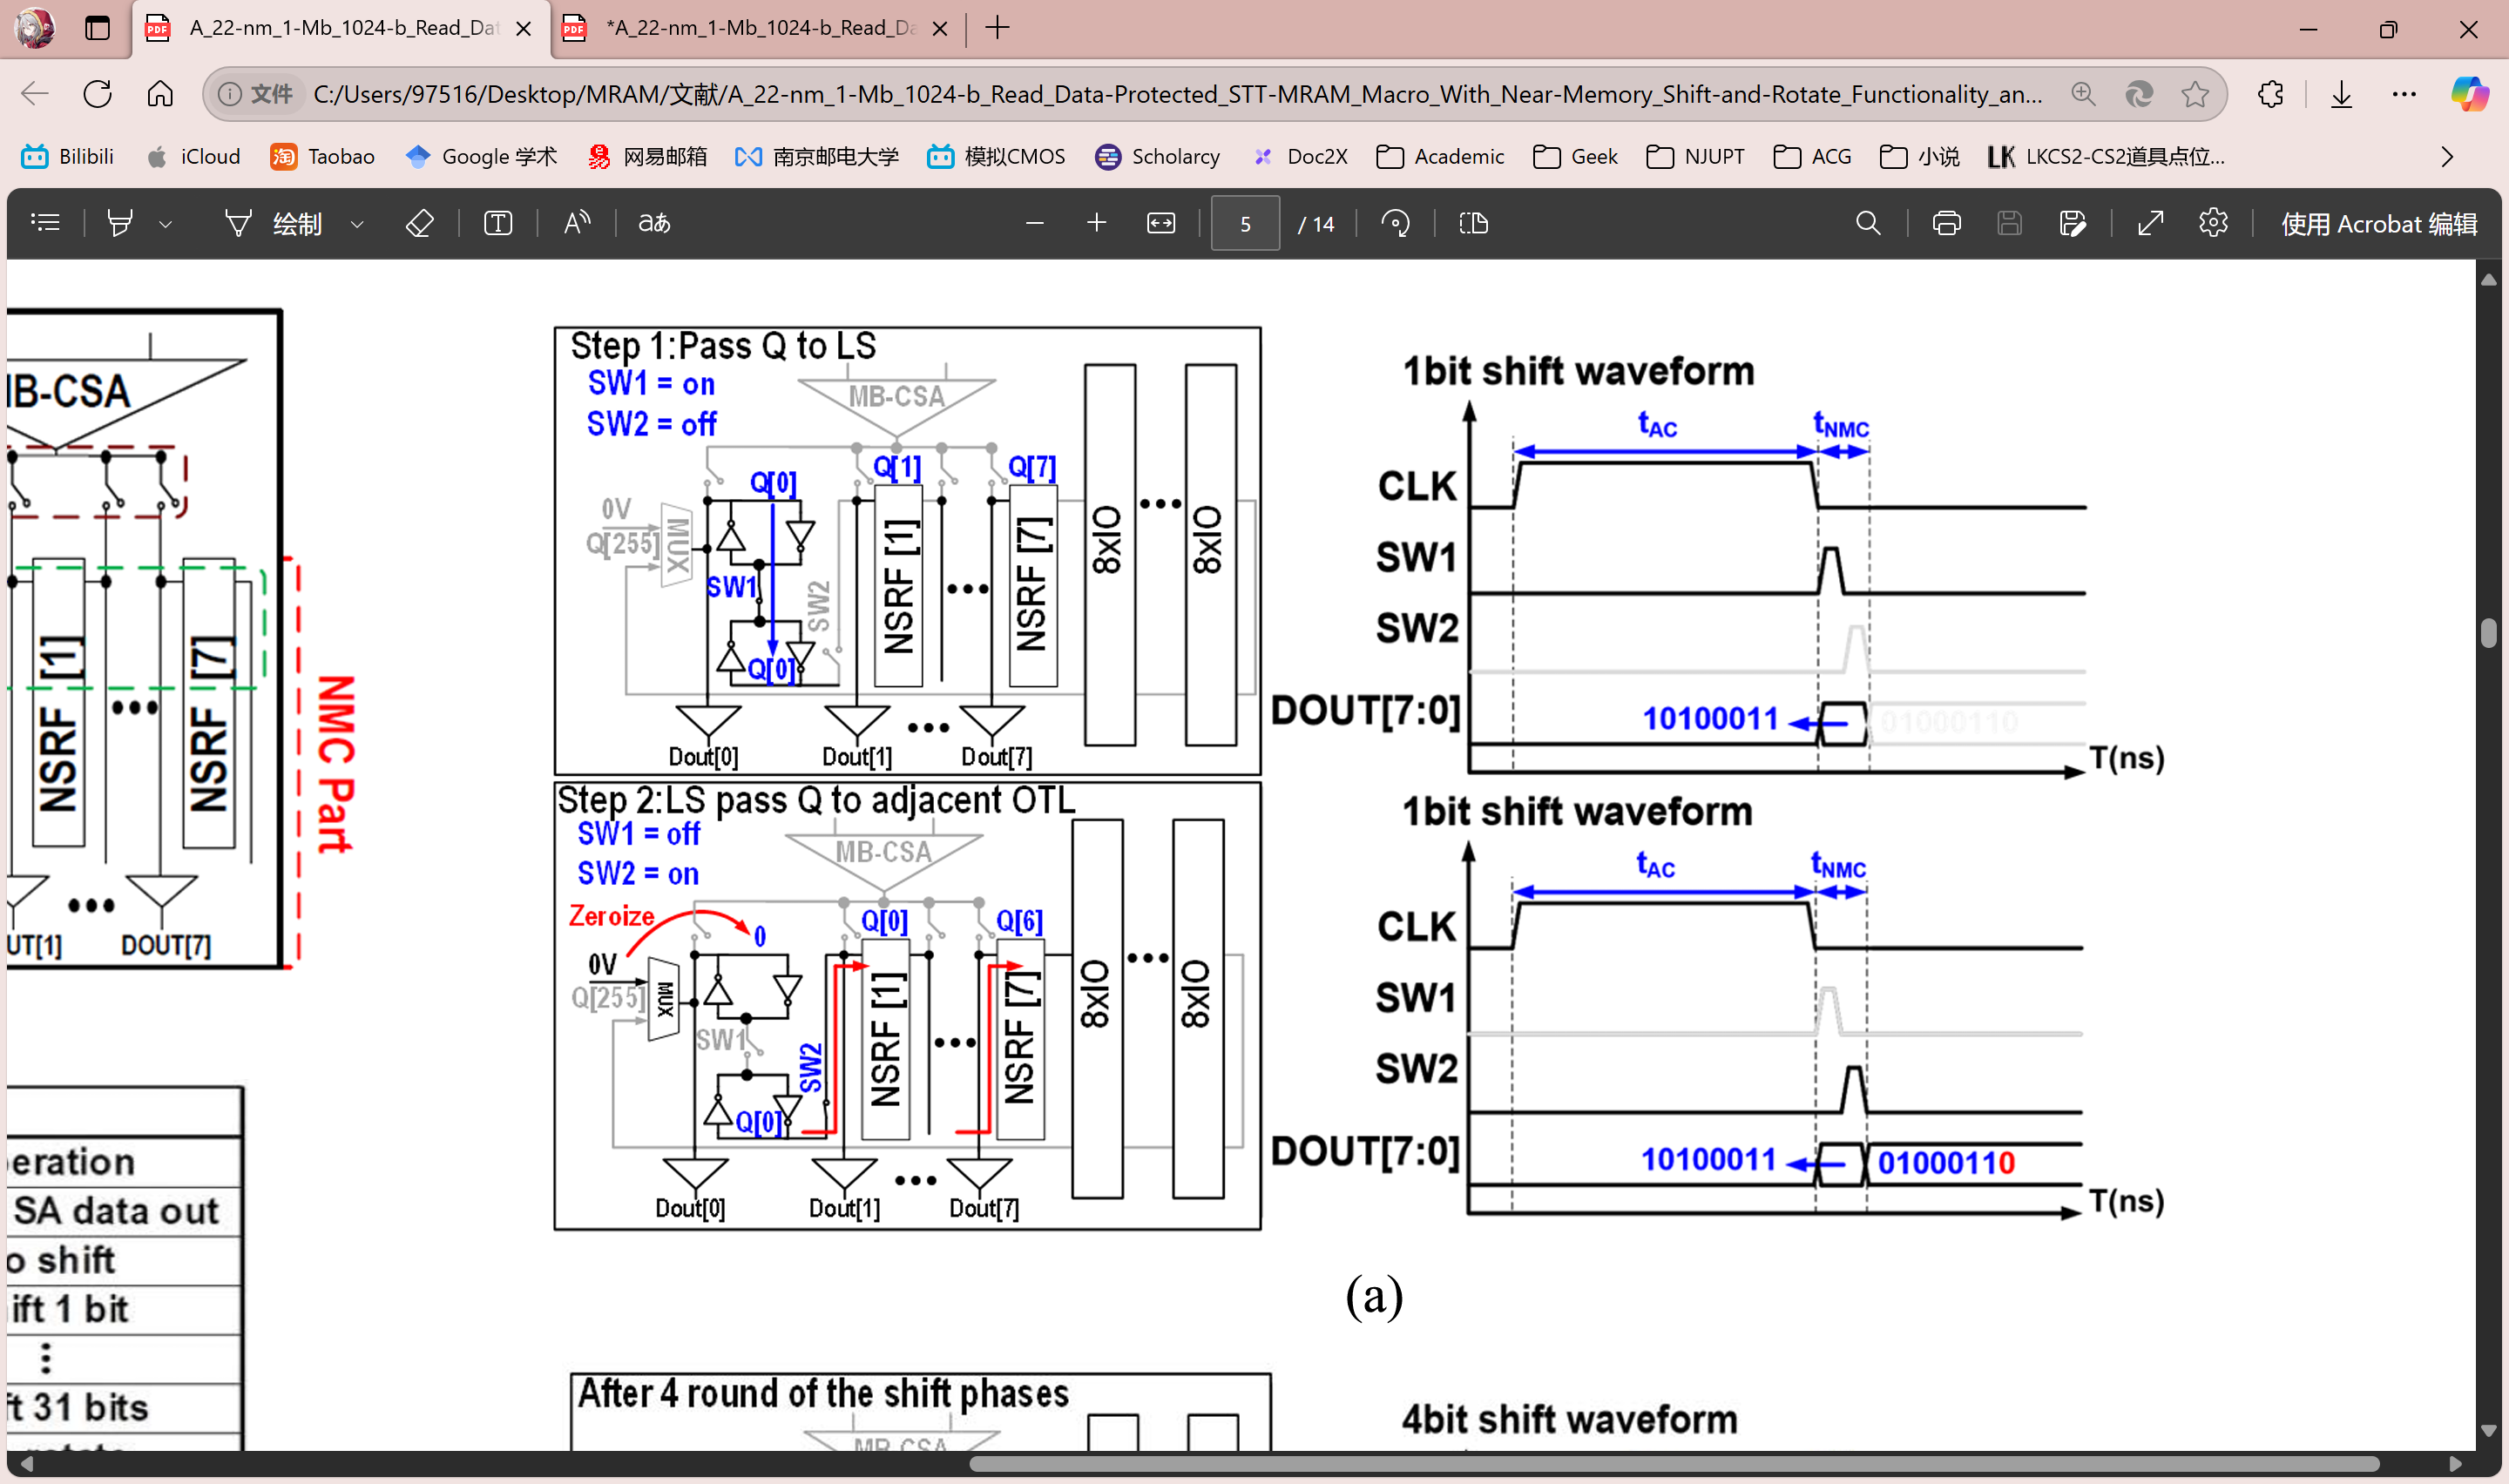 A_22-nm_1-Mb_1024-b_Read_Dat
*A_22-nm_1-Mb_1024-b_Read_Da
文件 C:/Users/97516/Desktop/MRAM/文献/A_22-nm_1-Mb_1024-b_Read_Data-Protected_STT-MRAM_Macro_With_Near-Memory_Shift-and-Rotate_Functionality_an...
Bilibili iCloud 淘 Taobao Google 学术 网易邮箱 南京邮电大学 模拟CMOS Scholarcy Doc2X Academic Geek NJUPT ACG 小说 LK LKCS2-CS2道具点位...
绘制 T A aあ 5 / 14 使用 Acrobat 编辑
IB-CSA
NSRF [1]
NSRF [7]
NMC Part
UT[1] DOUT[7]
eration
SA data out
o shift
ift 1 bit
ft 31 bits
Step 1:Pass Q to LS
SW1 = on
SW2 = off
MB-CSA
Q[0] Q[1] Q[7]
0V
Q[255]
MUX
SW1
SW2
Q[0]
NSRF [1]
NSRF [7]
8xIO
8xIO
Dout[0] Dout[1] Dout[7]
1bit shift waveform
tAC tNMC
CLK
SW1
SW2
DOUT[7:0] 10100011 01000110
T(ns)
Step 2:LS pass Q to adjacent OTL
SW1 = off
SW2 = on
MB-CSA
Zeroize 0
Q[0] Q[6]
0V
Q[255]
MUX
SW1
SW2
Q[0]
NSRF [1]
NSRF [7]
8xIO
8xIO
Dout[0] Dout[1] Dout[7]
1bit shift waveform
tAC tNMC
CLK
SW1
SW2
DOUT[7:0] 10100011 01000110
T(ns)
(a)
After 4 round of the shift phases
4bit shift waveform